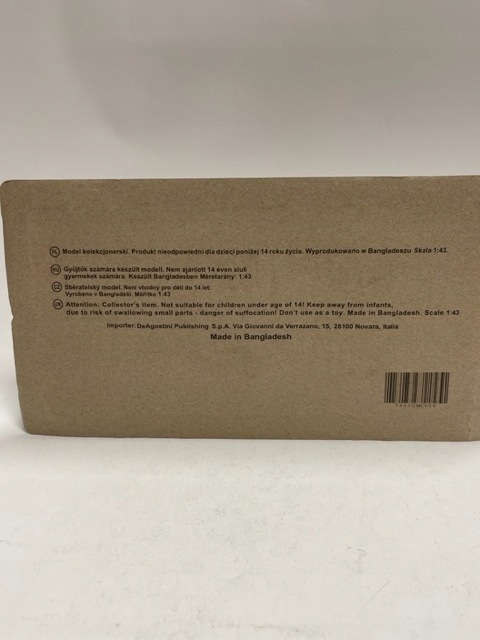 PL Model kolekcjonerski. Produkt nieodpowiedni dla dzieci poniżej 14 roku życia. Wyprodukowano w Bangladeszu Skala 1:43.
HU Gyűjtők számára készült modell. Nem ajánlott 14 éven aluli
gyermekek számára. Készült Bangladesben Méretarány: 1:43
CZ Sběratelský model. Není vhodný pro děti do 14 let.
Vyrobeno v Bangladéši. Měřítka 1:43
Attention: Collector's item. Not suitable for children under age of 14! Keep away from infants,
due to risk of swallowing small parts - danger of suffocation! Don't use as a toy. Made in Bangladesh. Scale 1:43
Importer: DeAgostini Publishing S.p.A. Via Giovanni da Verrazano, 15, 28100 Novara, Italia
Made in Bangladesh